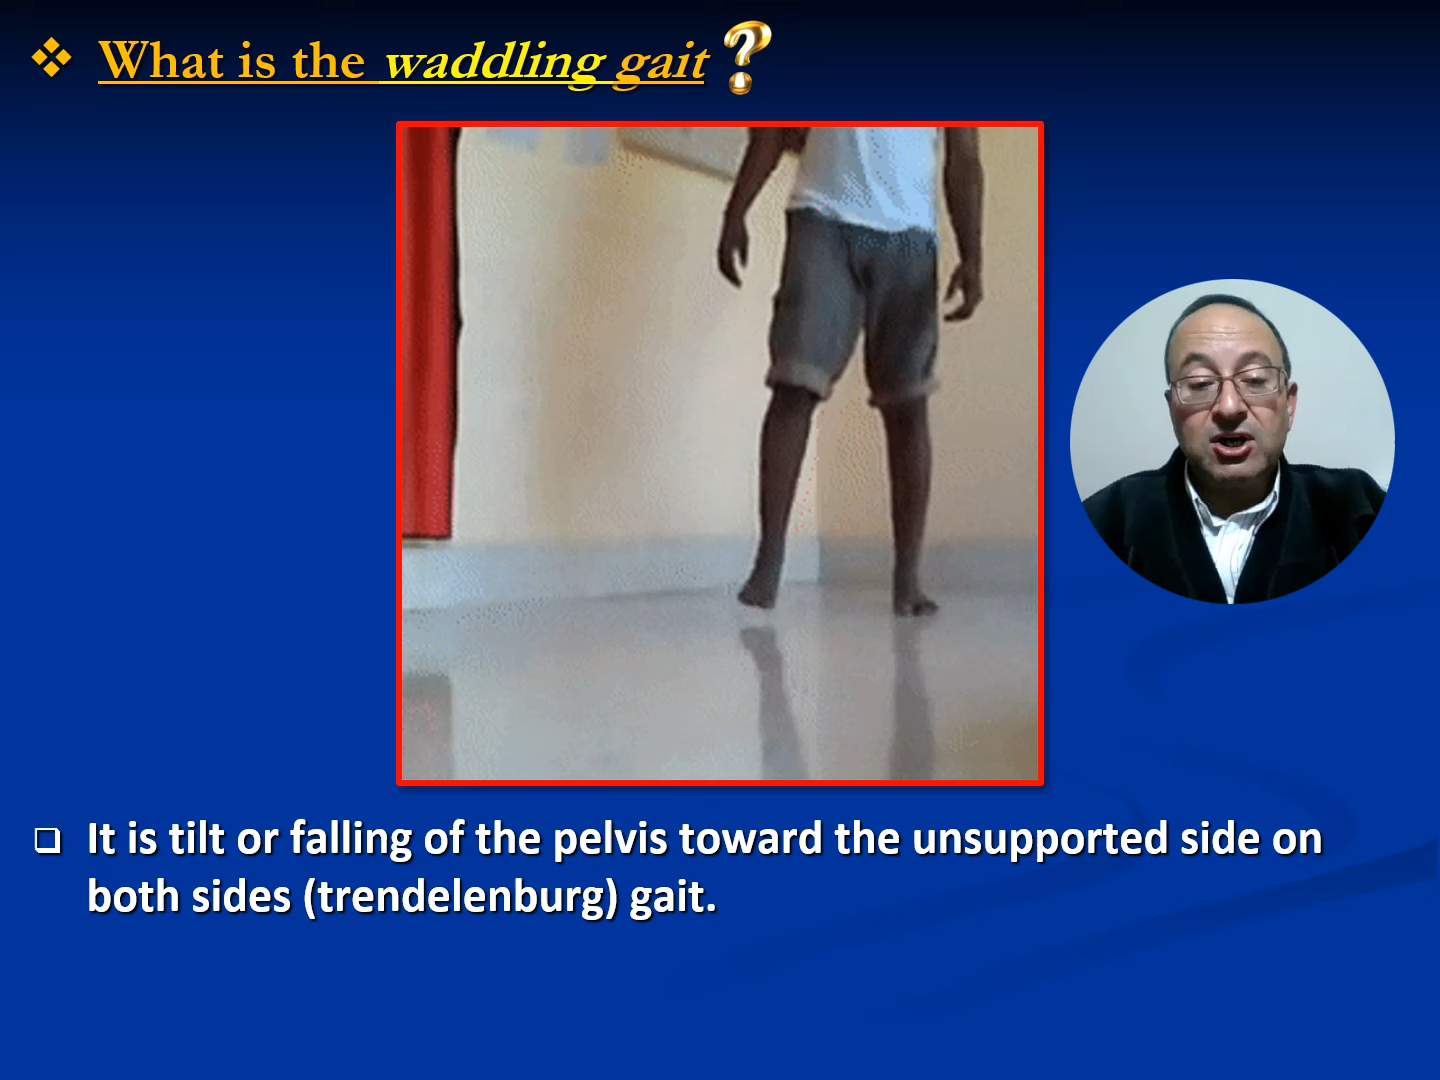 ❖ What is the waddling gait?
❑ It is tilt or falling of the pelvis toward the unsupported side on
both sides (trendelenburg) gait.